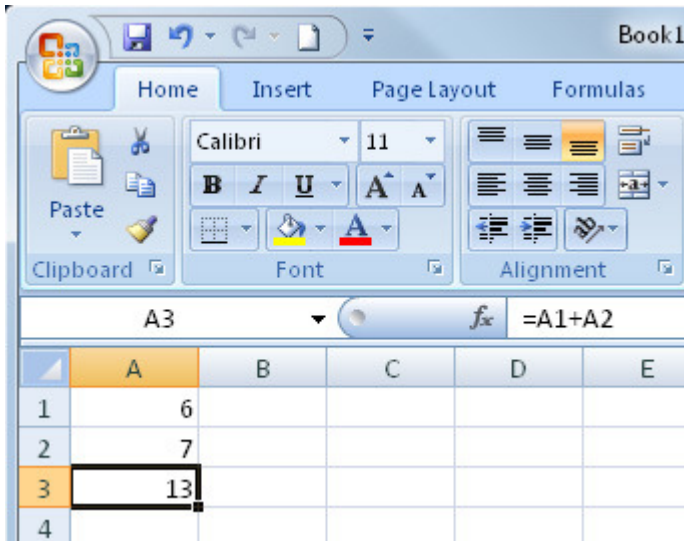 Book1
Home Insert Page Layout Formulas
Calibri 11
B I U A A
Paste
A
Clipboard Font Alignment
A3 fx =A1+A2
A B C D E
1 6
2 7
3 13
4